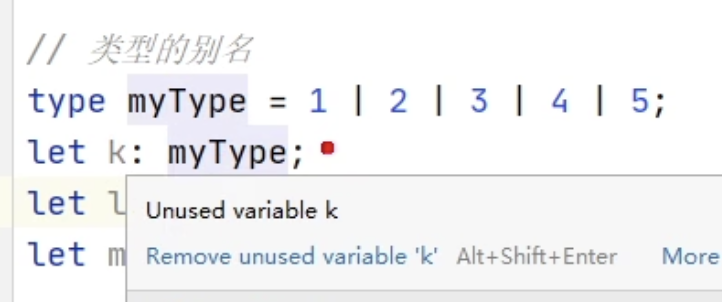 // 类型的别名
type myType = 1 | 2 | 3 | 4 | 5;
let k: myType;
let l
Unused variable k
let m
Remove unused variable 'k' Alt+Shift+Enter More